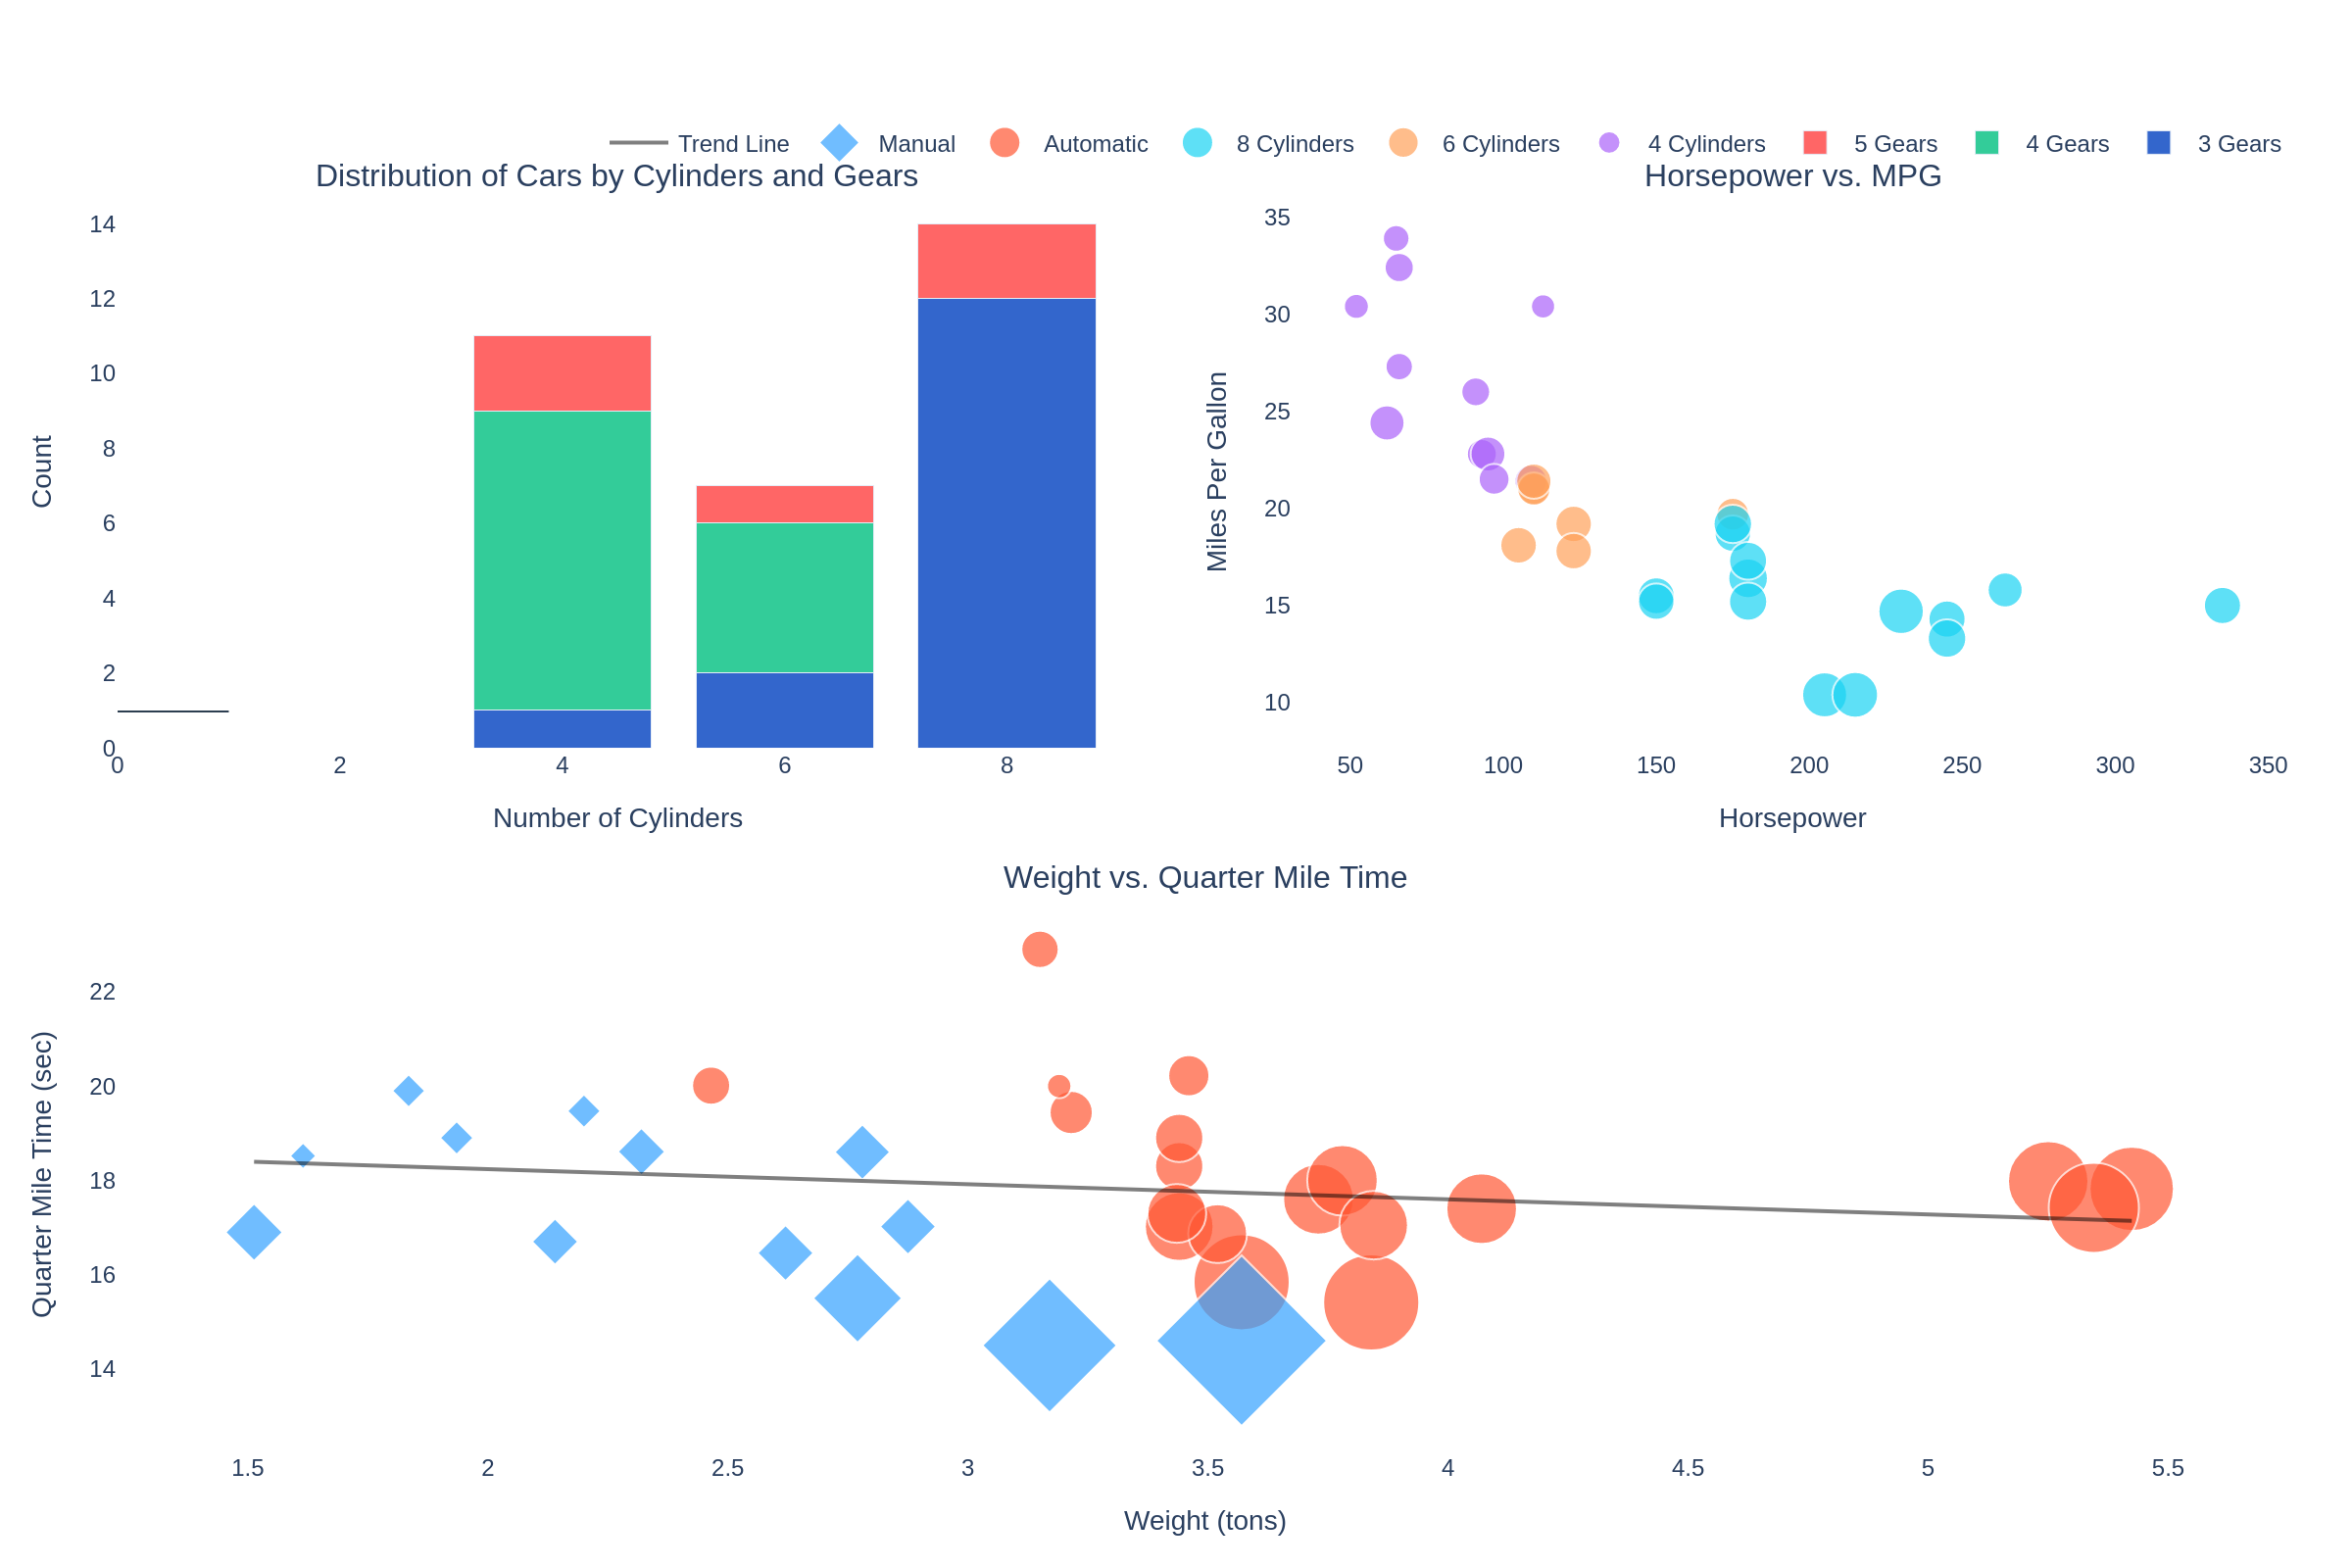 Trend Line Manual Automatic 8 Cylinders 6 Cylinders 4 Cylinders 5 Gears 4 Gears 3 Gears
Distribution of Cars by Cylinders and Gears
14
12
10
8
6
4
2
0
Count
0 2 4 6 8
Number of Cylinders
Horsepower vs. MPG
35
30
25
20
15
10
Miles Per Gallon
50 100 150 200 250 300 350
Horsepower
Weight vs. Quarter Mile Time
22
20
18
16
14
Quarter Mile Time (sec)
1.5 2 2.5 3 3.5 4 4.5 5 5.5
Weight (tons)